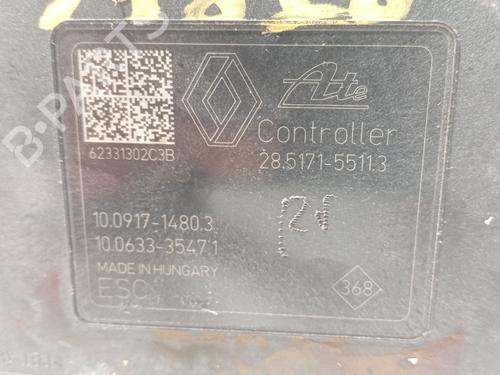 Ate
Controller
28.5171-5511.3
62331302C3B
10.0917-1480.3
10.0633-3547.1
MADE IN HUNGARY
ESC
368
B-PARTS